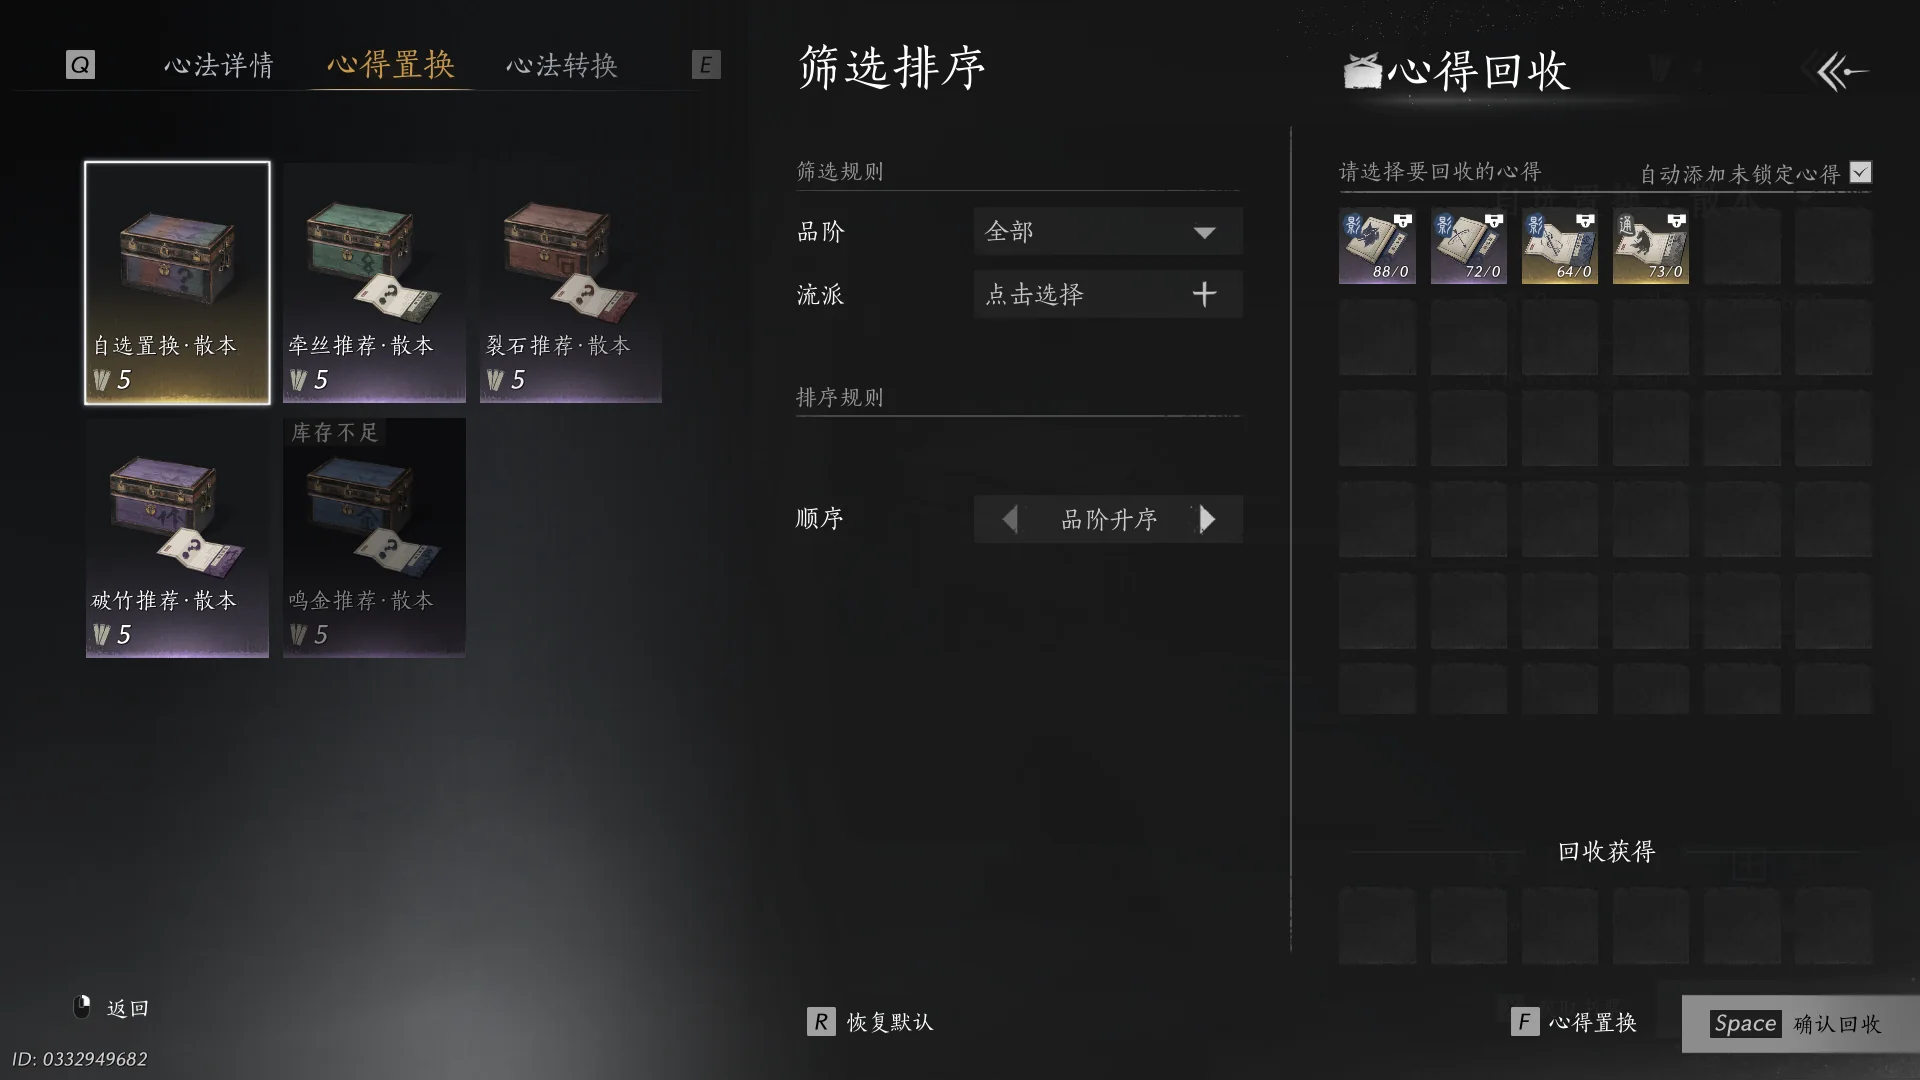 Q 心法详情 心得置换 心法转换 E
自选置换·散本
5
牵丝推荐·散本
5
裂石推荐·散本
5
破竹推荐·散本
5
库存不足
鸣金推荐·散本
5
返回
ID: 0332949682
筛选排序
筛选规则
品阶 全部
流派 点击选择
排序规则
顺序 品阶升序
R 恢复默认
心得回收
请选择要回收的心得 自动添加未锁定心得
影 88/0
影 72/0
影 64/0
通 73/0
回收获得
F 心得置换
Space 确认回收